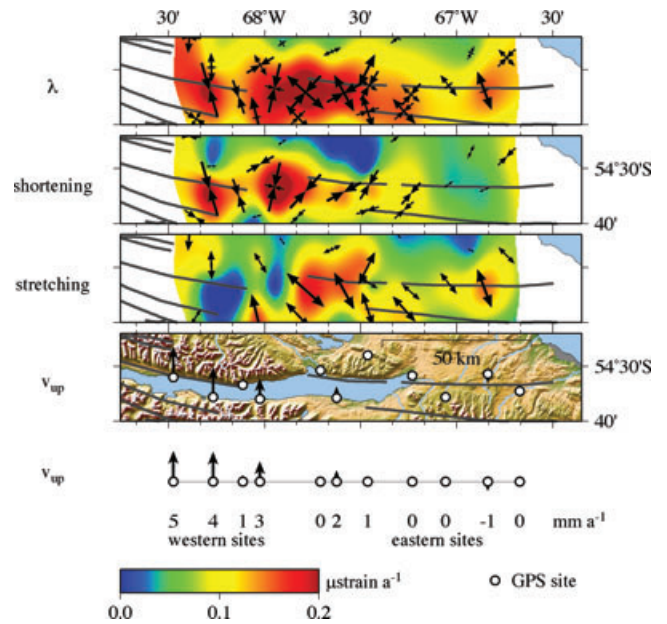 30' 68°W 30' 67°W 30'
λ
shortening
54°30'S
40'
stretching
v_up
50 km
54°30'S
40'
v_up
5 4 1 3 0 2 1 0 0 -1 0 mm a⁻¹
western sites eastern sites
μstrain a⁻¹
GPS site
0.0 0.1 0.2